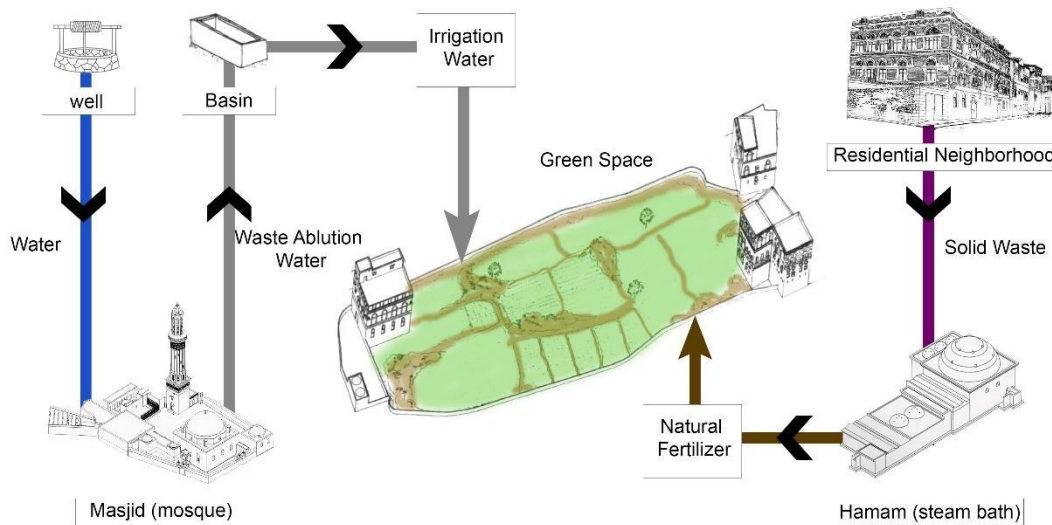 well
Basin
Irrigation
Water
Green Space
Residential Neighborhood
Water
Waste Ablution
Water
Solid Waste
Natural
Fertilizer
Masjid (mosque)
Hamam (steam bath)